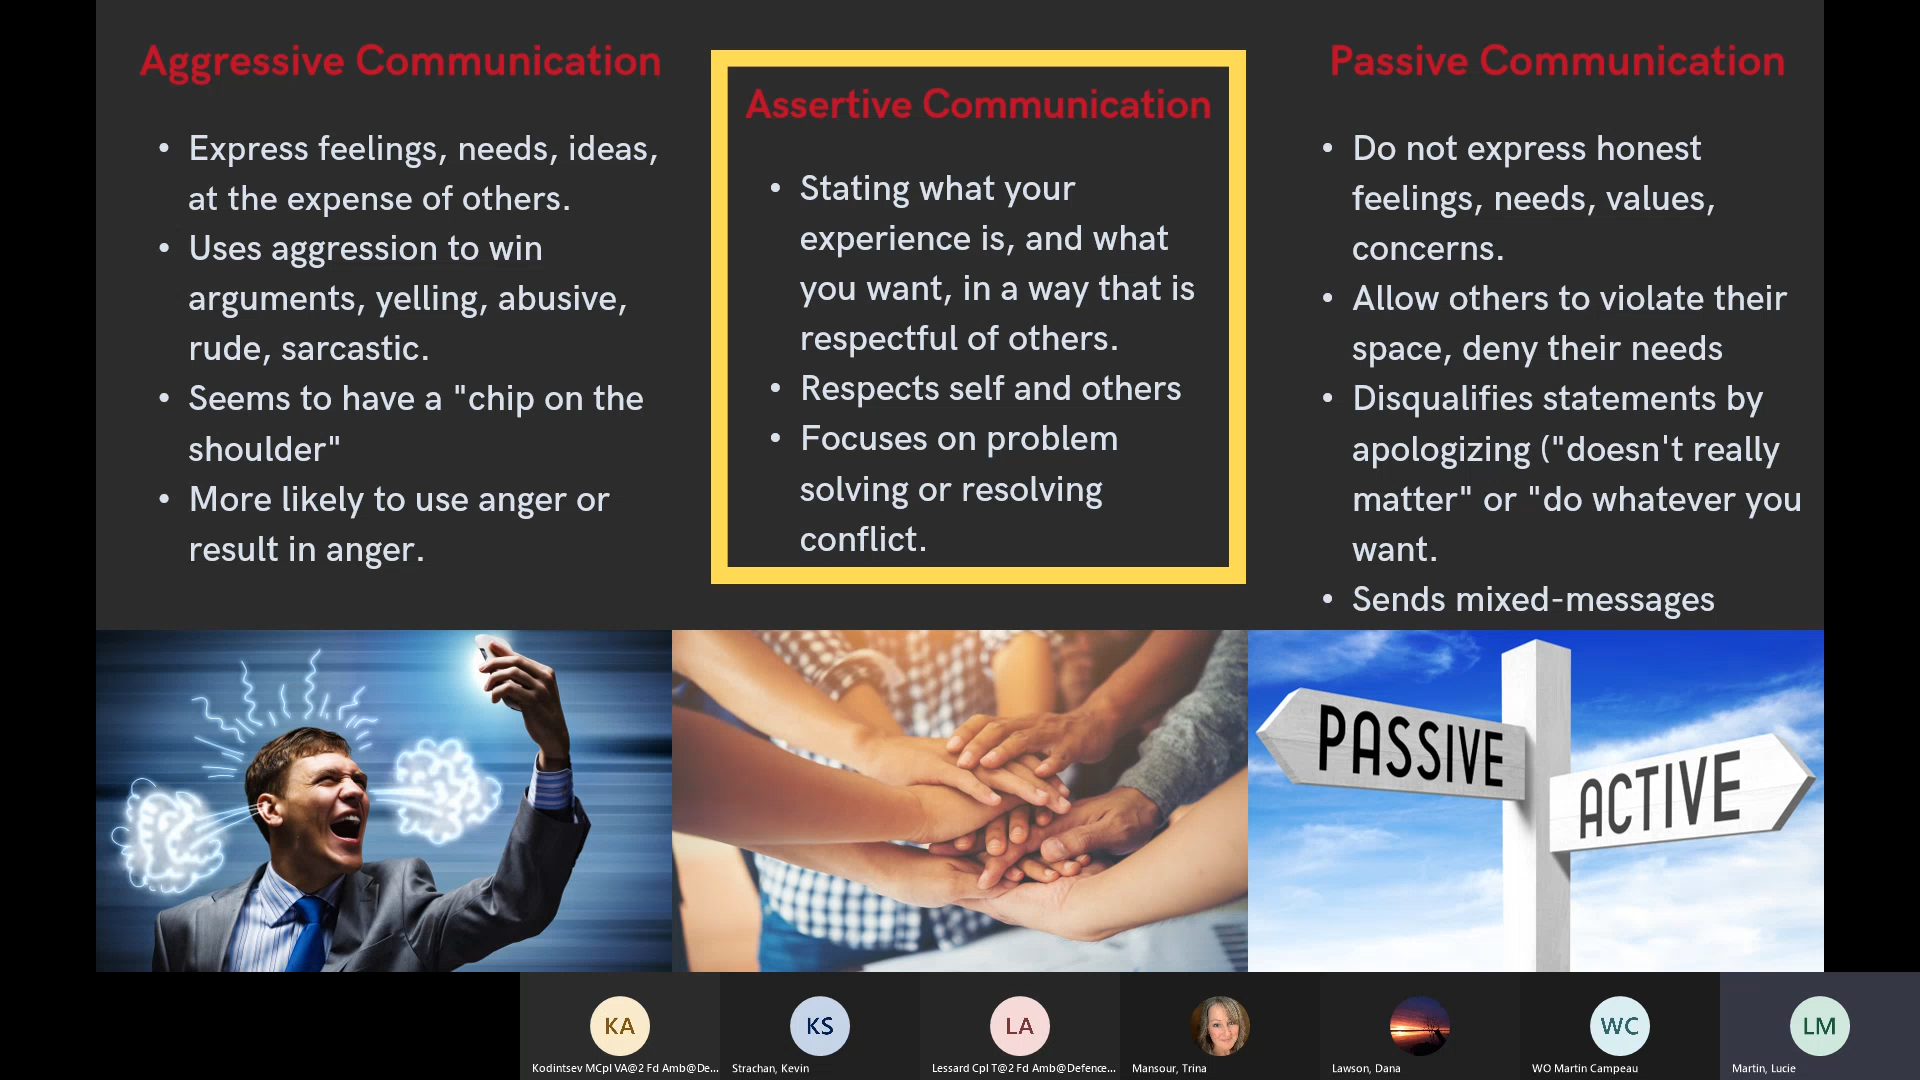 Aggressive Communication
• Express feelings, needs, ideas,
at the expense of others.
• Uses aggression to win
arguments, yelling, abusive,
rude, sarcastic.
• Seems to have a "chip on the
shoulder"
• More likely to use anger or
result in anger.
Assertive Communication
• Stating what your
experience is, and what
you want, in a way that is
respectful of others.
• Respects self and others
• Focuses on problem
solving or resolving
conflict.
Passive Communication
• Do not express honest
feelings, needs, values,
concerns.
• Allow others to violate their
space, deny their needs
• Disqualifies statements by
apologizing ("doesn't really
matter" or "do whatever you
want.
• Sends mixed-messages
PASSIVE
ACTIVE
KA
Kodintsev MCpl VA@2 Fd Amb@De...
KS
Strachan, Kevin
LA
Lessard Cpl T@2 Fd Amb@Defence...
Mansour, Trina
Lawson, Dana
WC
WO Martin Campeau
LM
Martin, Lucie